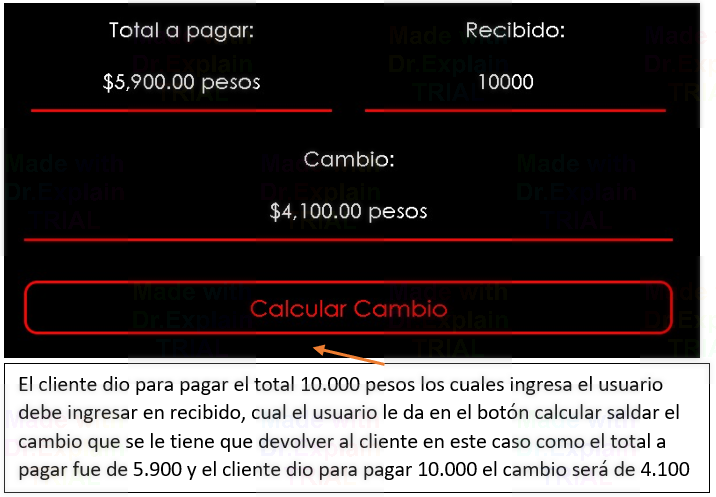 Total a pagar:
Recibido:
$5,900.00 pesos
10000
Cambio:
$4,100.00 pesos
Calcular Cambio
El cliente dio para pagar el total 10.000 pesos los cuales ingresa el usuario
debe ingresar en recibido, cual el usuario le da en el botón calcular saldar el
cambio que se le tiene que devolver al cliente en este caso como el total a
pagar fue de 5.900 y el cliente dio para pagar 10.000 el cambio será de 4.100
Made with
Dr.Explain
TRIAL